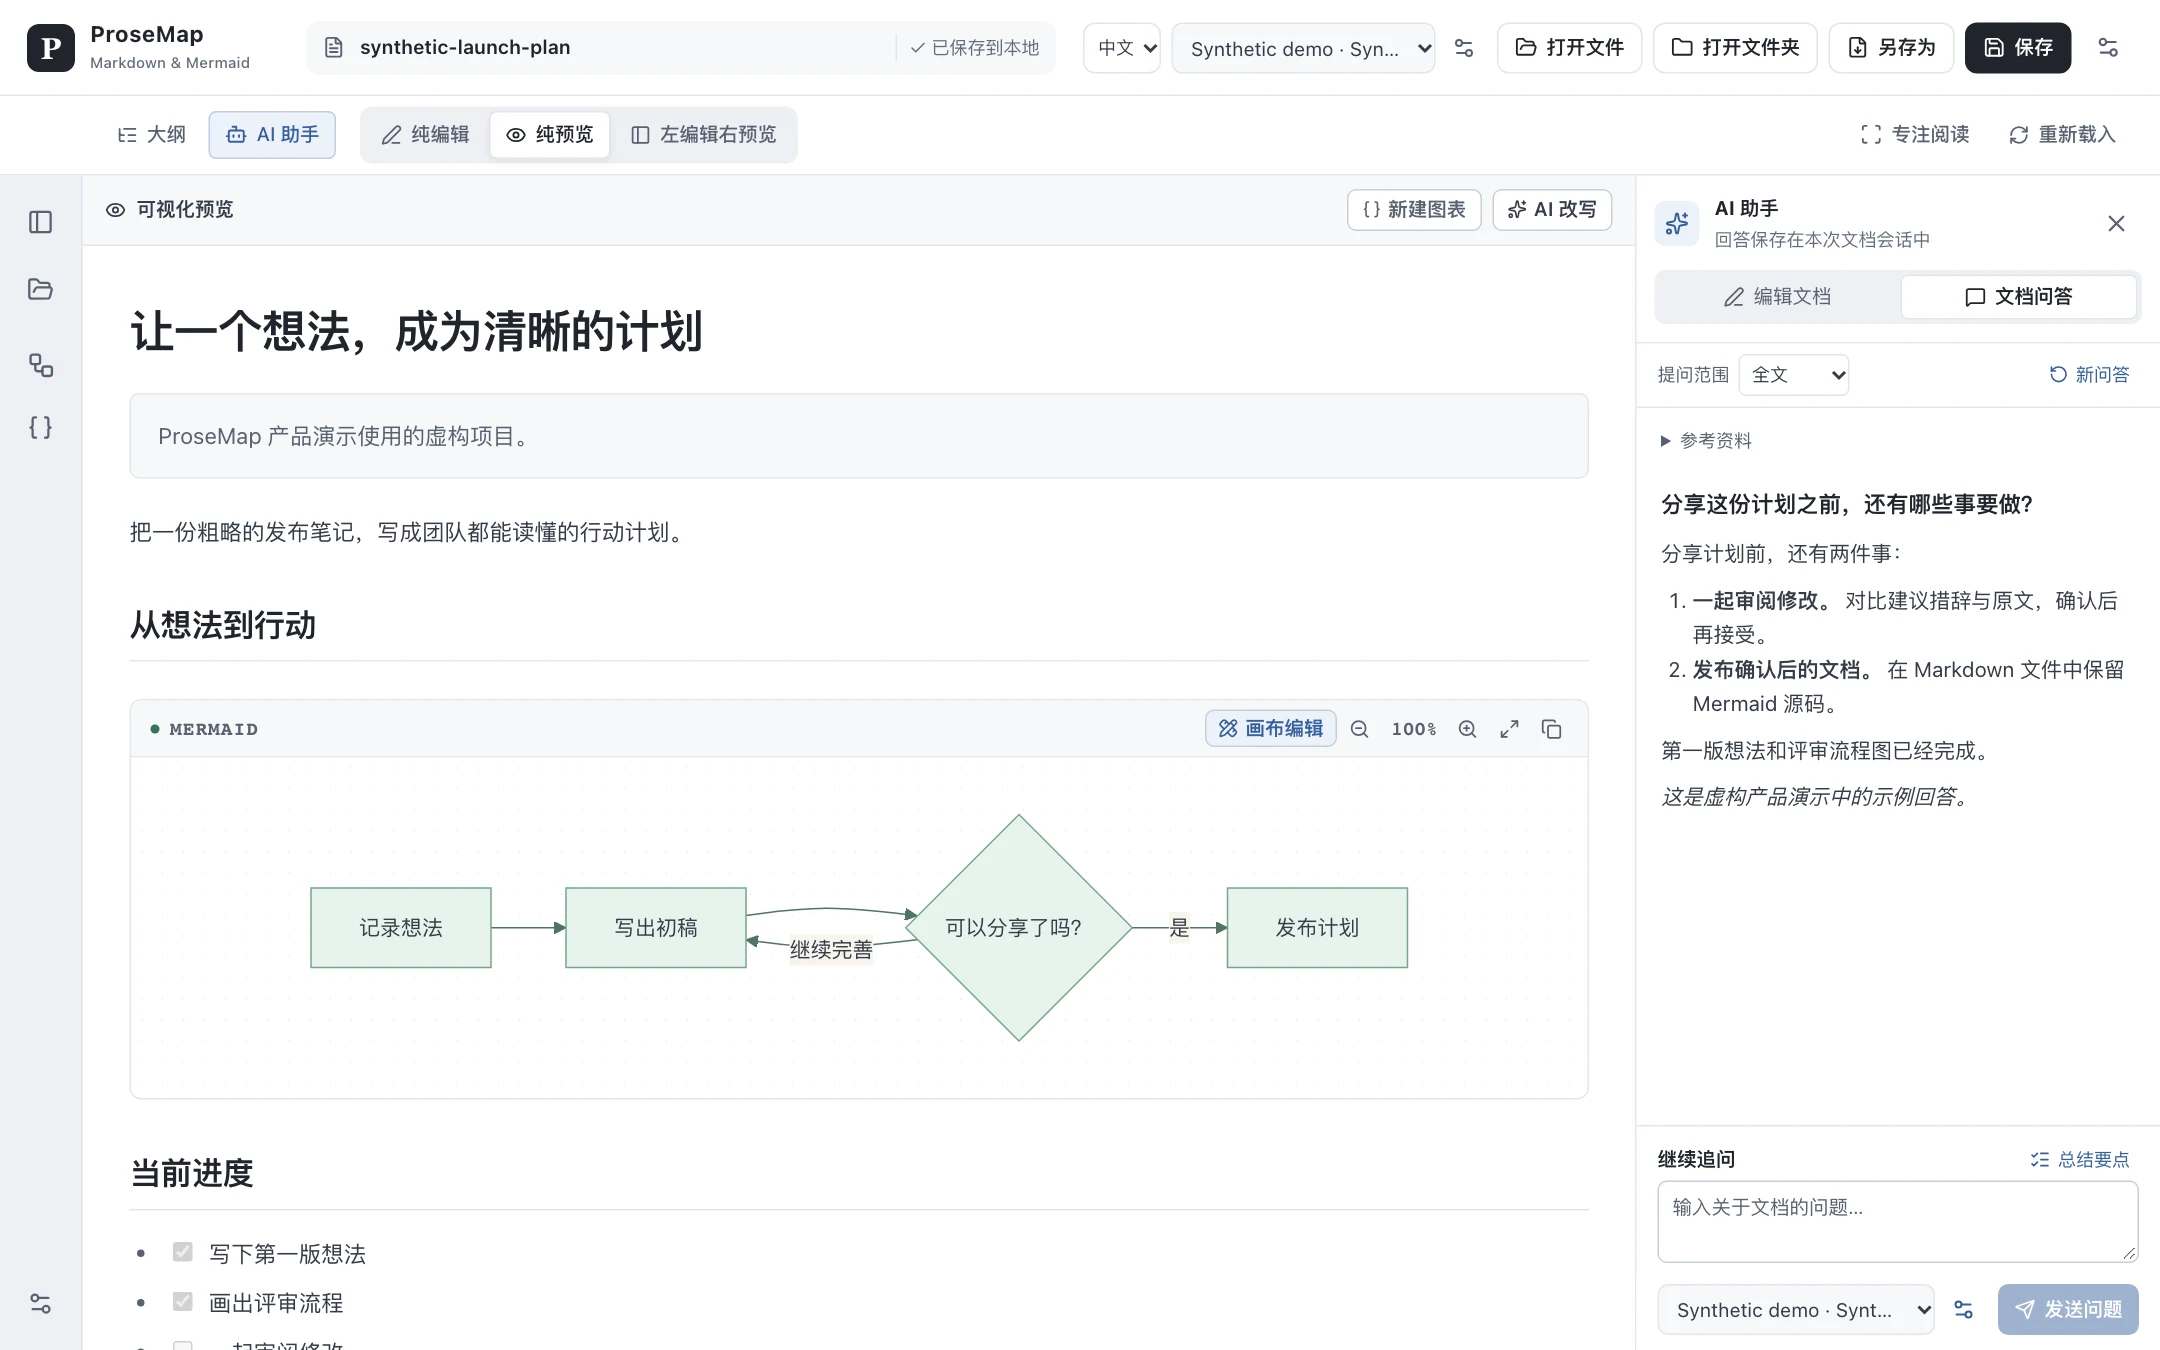 P
ProseMap
Markdown & Mermaid
synthetic-launch-plan
已保存到本地
中文
Synthetic demo · Syn...
打开文件
打开文件夹
另存为
保存
大纲
AI 助手
纯编辑
纯预览
左编辑右预览
专注阅读
重新载入
可视化预览
{} 新建图表
AI 改写
让一个想法，成为清晰的计划
ProseMap 产品演示使用的虚构项目。
把一份粗略的发布笔记，写成团队都能读懂的行动计划。
从想法到行动
MERMAID
画布编辑
100%
记录想法
写出初稿
继续完善
可以分享了吗?
是
发布计划
当前进度
写下第一版想法
画出评审流程
AI 助手
回答保存在本次文档会话中
编辑文档
文档问答
提问范围
全文
新问答
参考资料
分享这份计划之前，还有哪些事要做?
分享计划前，还有两件事：
1. 一起审阅修改。 对比建议措辞与原文，确认后
再接受。
2. 发布确认后的文档。 在 Markdown 文件中保留
Mermaid 源码。
第一版想法和评审流程图已经完成。
这是虚构产品演示中的示例回答。
继续追问
总结要点
输入关于文档的问题...
Synthetic demo · Synt...
发送问题